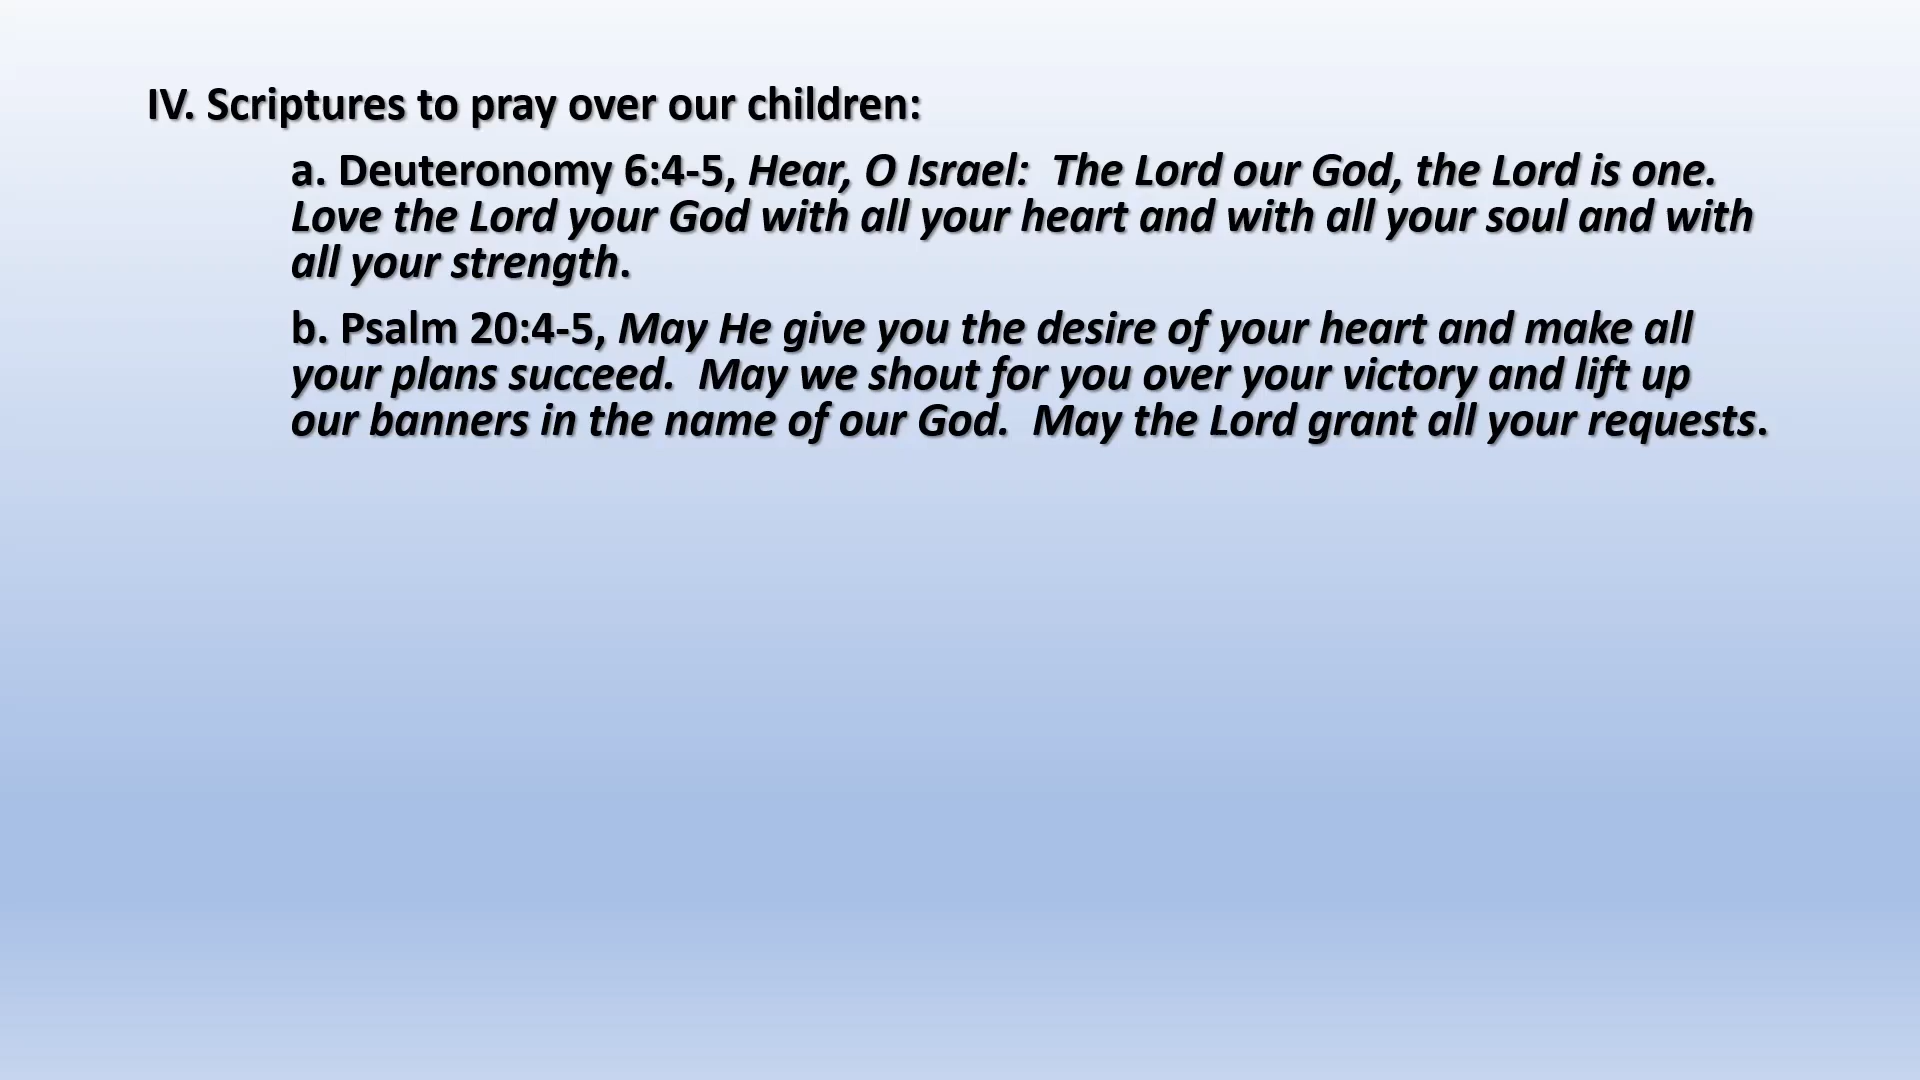 IV. Scriptures to pray over our children:
a. Deuteronomy 6:4-5, Hear, O Israel:  The Lord our God, the Lord is one.
Love the Lord your God with all your heart and with all your soul and with
all your strength.
b. Psalm 20:4-5, May He give you the desire of your heart and make all
your plans succeed.  May we shout for you over your victory and lift up
our banners in the name of our God.  May the Lord grant all your requests.